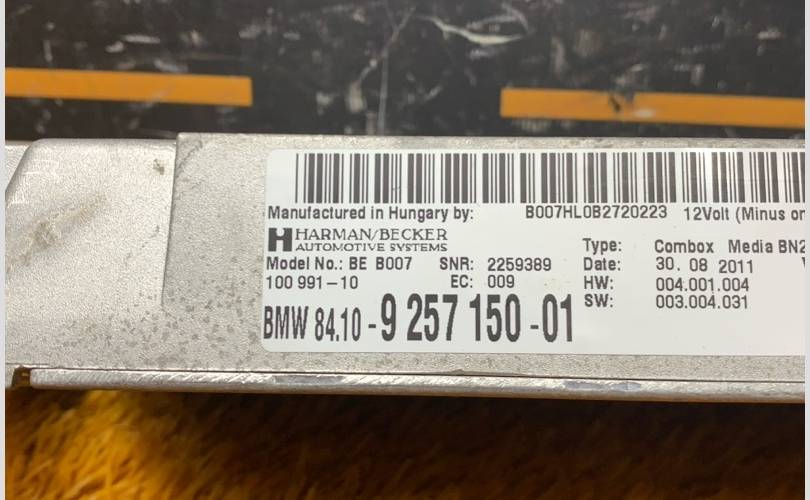 Manufactured in Hungary by: B007HL0B2720223 12Volt (Minus on
HARMAN/BECKER
AUTOMOTIVE SYSTEMS
Type: Combox Media BN2
Model No.: BE B007 SNR: 2259389 Date: 30. 08 2011
100 991-10 EC: 009 HW: 004.001.004
SW: 003.004.031
BMW 84.10-9 257 150-01